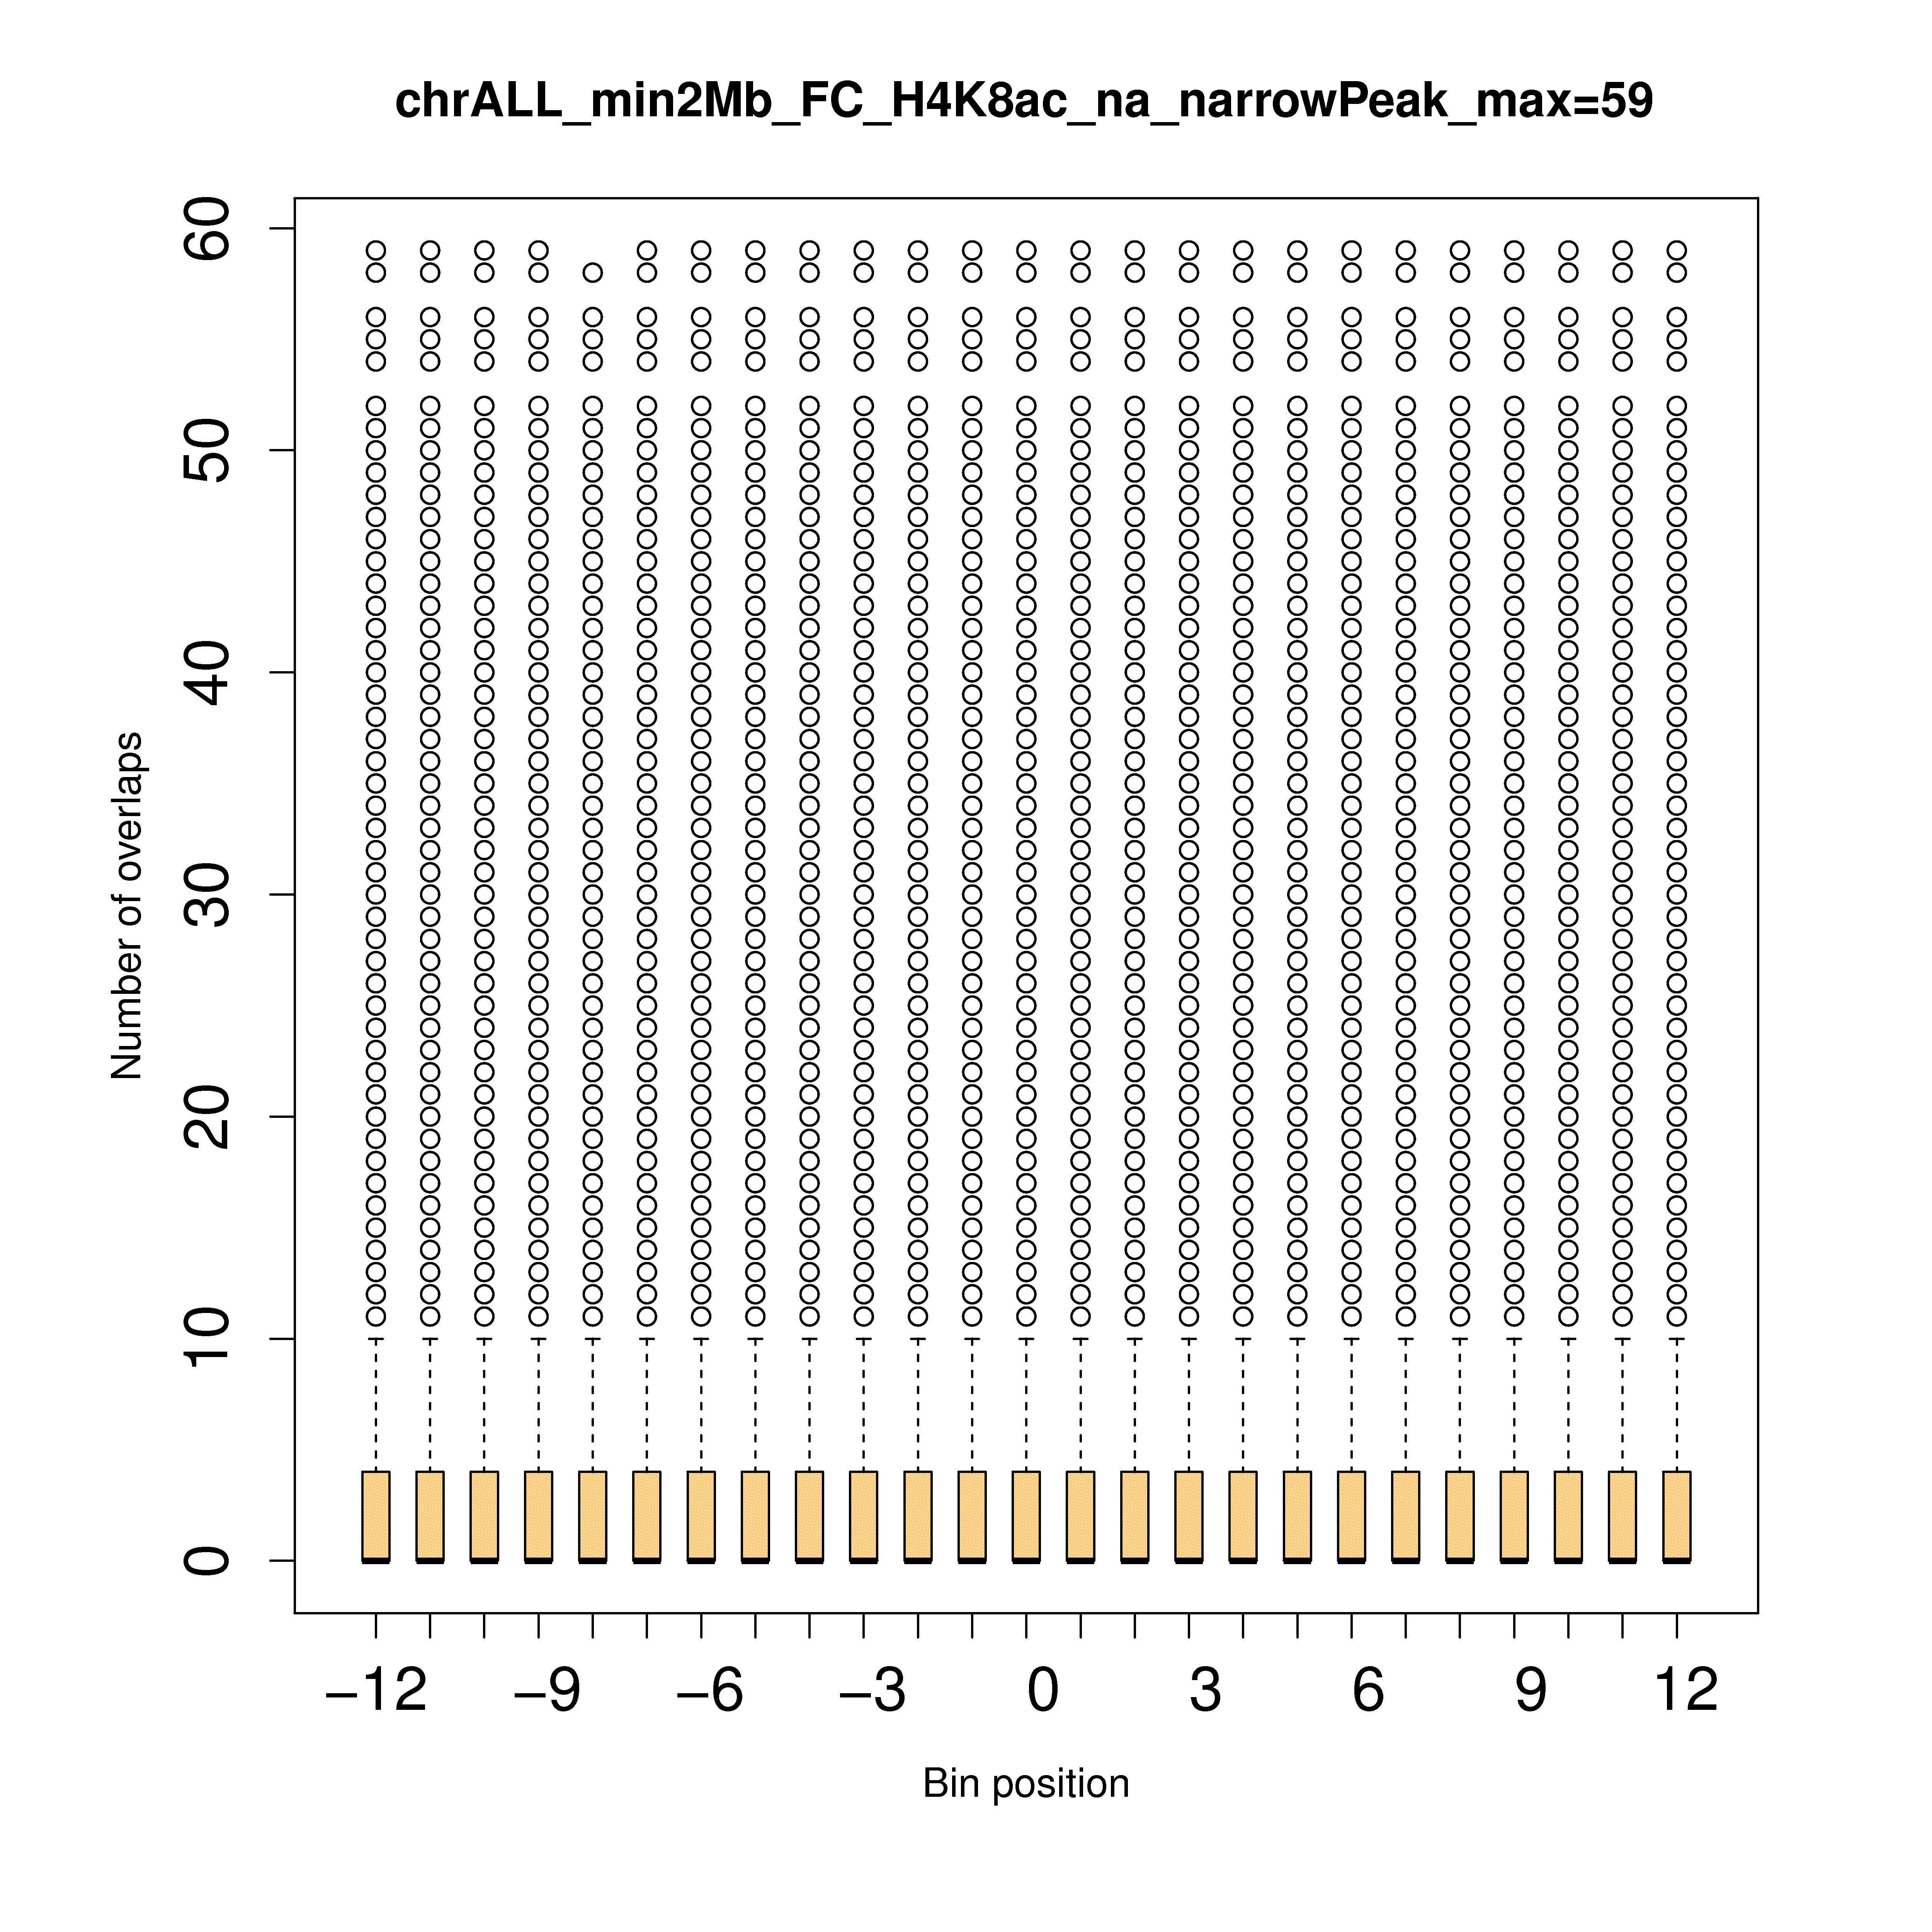 chrALL_min2Mb_FC_H4K8ac_na_narrowPeak_max=59
60
50
40
30
20
10
0
Number of overlaps
−12 −9 −6 −3 0 3 6 9 12
Bin position